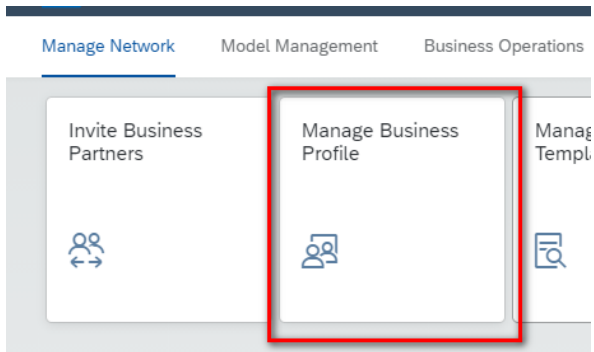 Manage Network Model Management Business Operations
Invite Business
Partners
Manage Business
Profile